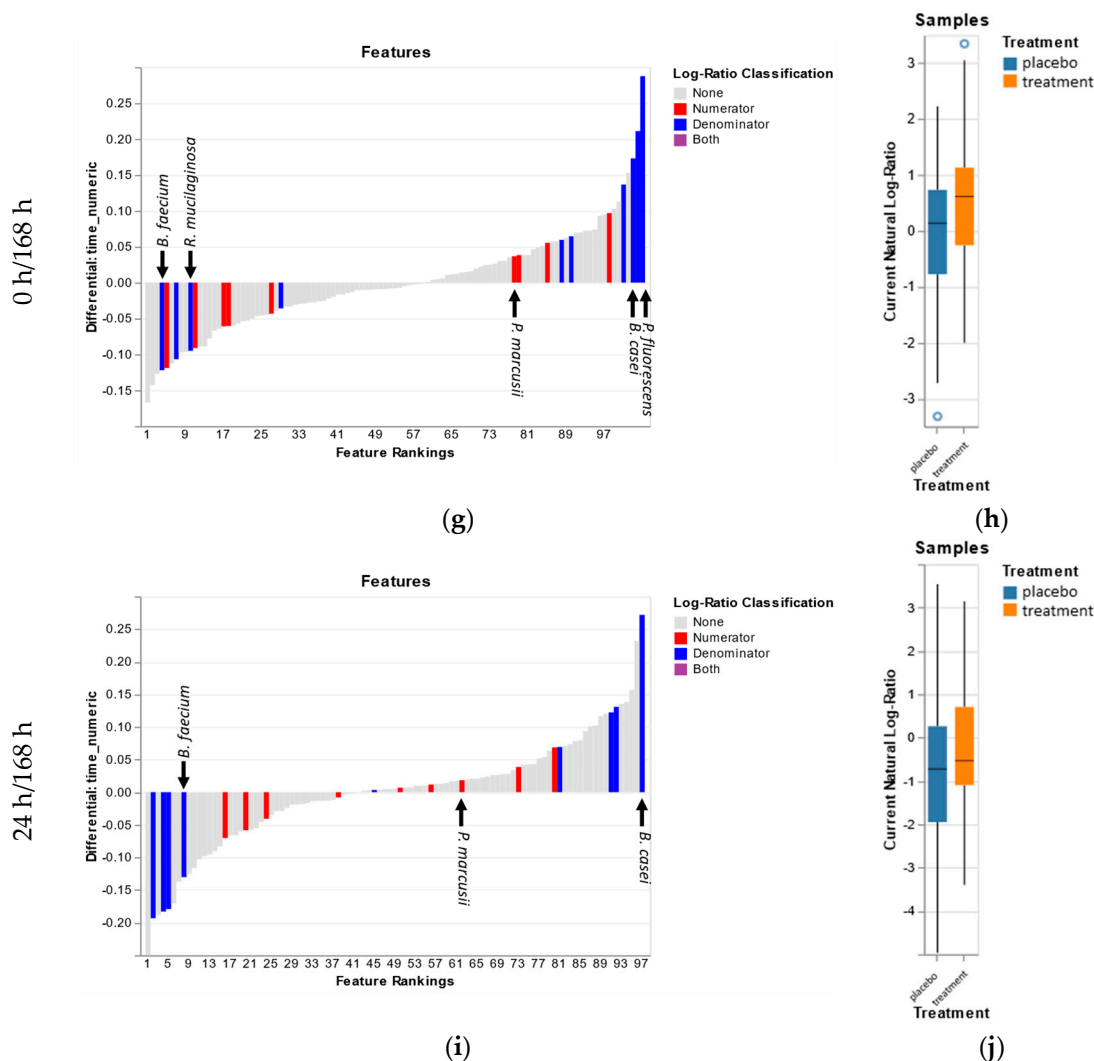 0 h/168 h
Features
Differential: time_numeric
0.25
0.20
0.15
0.10
0.05
0.00
-0.05
-0.10
-0.15
B. faecium
R. mucilaginosa
P. marcusii
B. casei
P. fluorescens
1 9 17 25 33 41 49 57 65 73 81 89 97
Feature Rankings
Log-Ratio Classification
None
Numerator
Denominator
Both
(g)
Samples
Current Natural Log-Ratio
3
2
1
0
-1
-2
-3
placebo
treatment
Treatment
Treatment
placebo
treatment
(h)
24 h/168 h
Features
Differential: time_numeric
0.25
0.20
0.15
0.10
0.05
0.00
-0.05
-0.10
-0.15
-0.20
B. faecium
P. marcusii
B. casei
1 5 9 13 17 21 25 29 33 37 41 45 49 53 57 61 65 69 73 77 81 85 89 93 97
Feature Rankings
Log-Ratio Classification
None
Numerator
Denominator
Both
(i)
Samples
Current Natural Log-Ratio
3
2
1
0
-1
-2
-3
-4
placebo
treatment
Treatment
Treatment
placebo
treatment
(j)